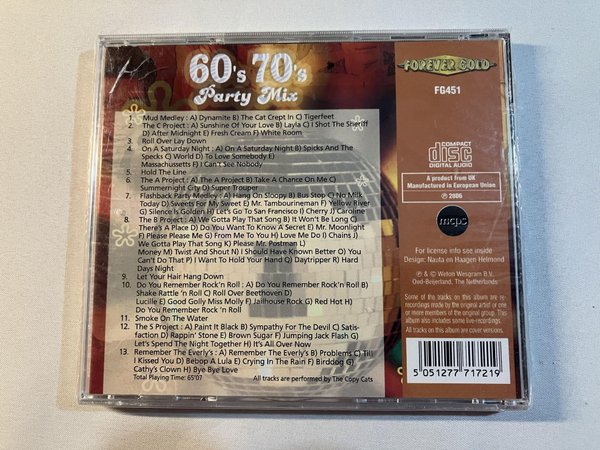 60's 70's
Party Mix
1. Mud Medley : A) Dynamite B) The Cat Crept In C) Tigerfeet
2. The C Project : A) Sunshine Of Your Love B) Layla C) I Shot The Sheriff
D) After Midnight E) Fresh Cream F) White Room
3. Roll Over Lay Down
4. On A Saturday Night : A) On A Saturday Night B) Spicks And The
Specks C) World D) To Love Somebody E)
Massachussetts F) I Can't See Nobody
5. Hold The Line
6. The A Project : A) The A Project B) Take A Chance On Me C)
Summernight City D) Super Trouper
7. Flashback Party Medley : A) Hang On Sloopy B) Bus Stop C) No Milk
Today D) Sweets For My Sweet E) Mr. Tambourineman F) Yellow River
G) Silence Is Golden H) Let's Go To San Francisco I) Cherry J) Caroline
8. The B Project : A) We Gotta Play That Song B) It Won't Be Long C)
There's A Place D) Do You Want To Know A Secret E) Mr. Moonlight
F) Please Please Me G) From Me To You H) Love Me Do I) Chains J)
We Gotta Play That Song K) Please Mr. Postman L)
Money M) Twist And Shout N) I Should Have Known Better O) You
Can't Do That P) I Want To Hold Your Hand Q) Daytripper R) Hard
Days Night
9. Let Your Hair Hang Down
10. Do You Remember Rock'n Roll : A) Do You Remember Rock'n Roll B)
Shake Rattle 'n Roll C) Roll Over Beethoven D)
Lucille E) Good Golly Miss Molly F) Jailhouse Rock G) Red Hot H)
Do You Remember Rock'n Roll
11. Smoke On The Water
12. The S Project : A) Paint It Black B) Sympathy For The Devil C) Satis-
faction D) Rappin' Stone E) Brown Sugar F) Jumping Jack Flash G)
Let's Spend The Night Together H) It's All Over Now
13. Remember The Everly's : A) Remember The Everly's B) Problems C) Till
I Kissed You D) Bebop A Lula E) Crying In The Rain F) Birddog G)
Cathy's Clown H) Bye Bye Love
Total Playing Time: 65'07 All tracks are performed by The Copy Cats
FOREVER GOLD
FG451
COMPACT
disc
DIGITAL AUDIO
A product from UK
Manufactured in European Union
℗ 2006
mcps
For license info see inside
Design: Nauta en Haagen Helmond
℗ & © Weton Wesgram B.V.
Oud-Beijerland, The Netherlands
Some of the tracks on this album are re-
recordings made by the original artist or one
or more members of the original group. This
album also includes some live-recordings.
All tracks on this album are cover versions.
5 051277 717219